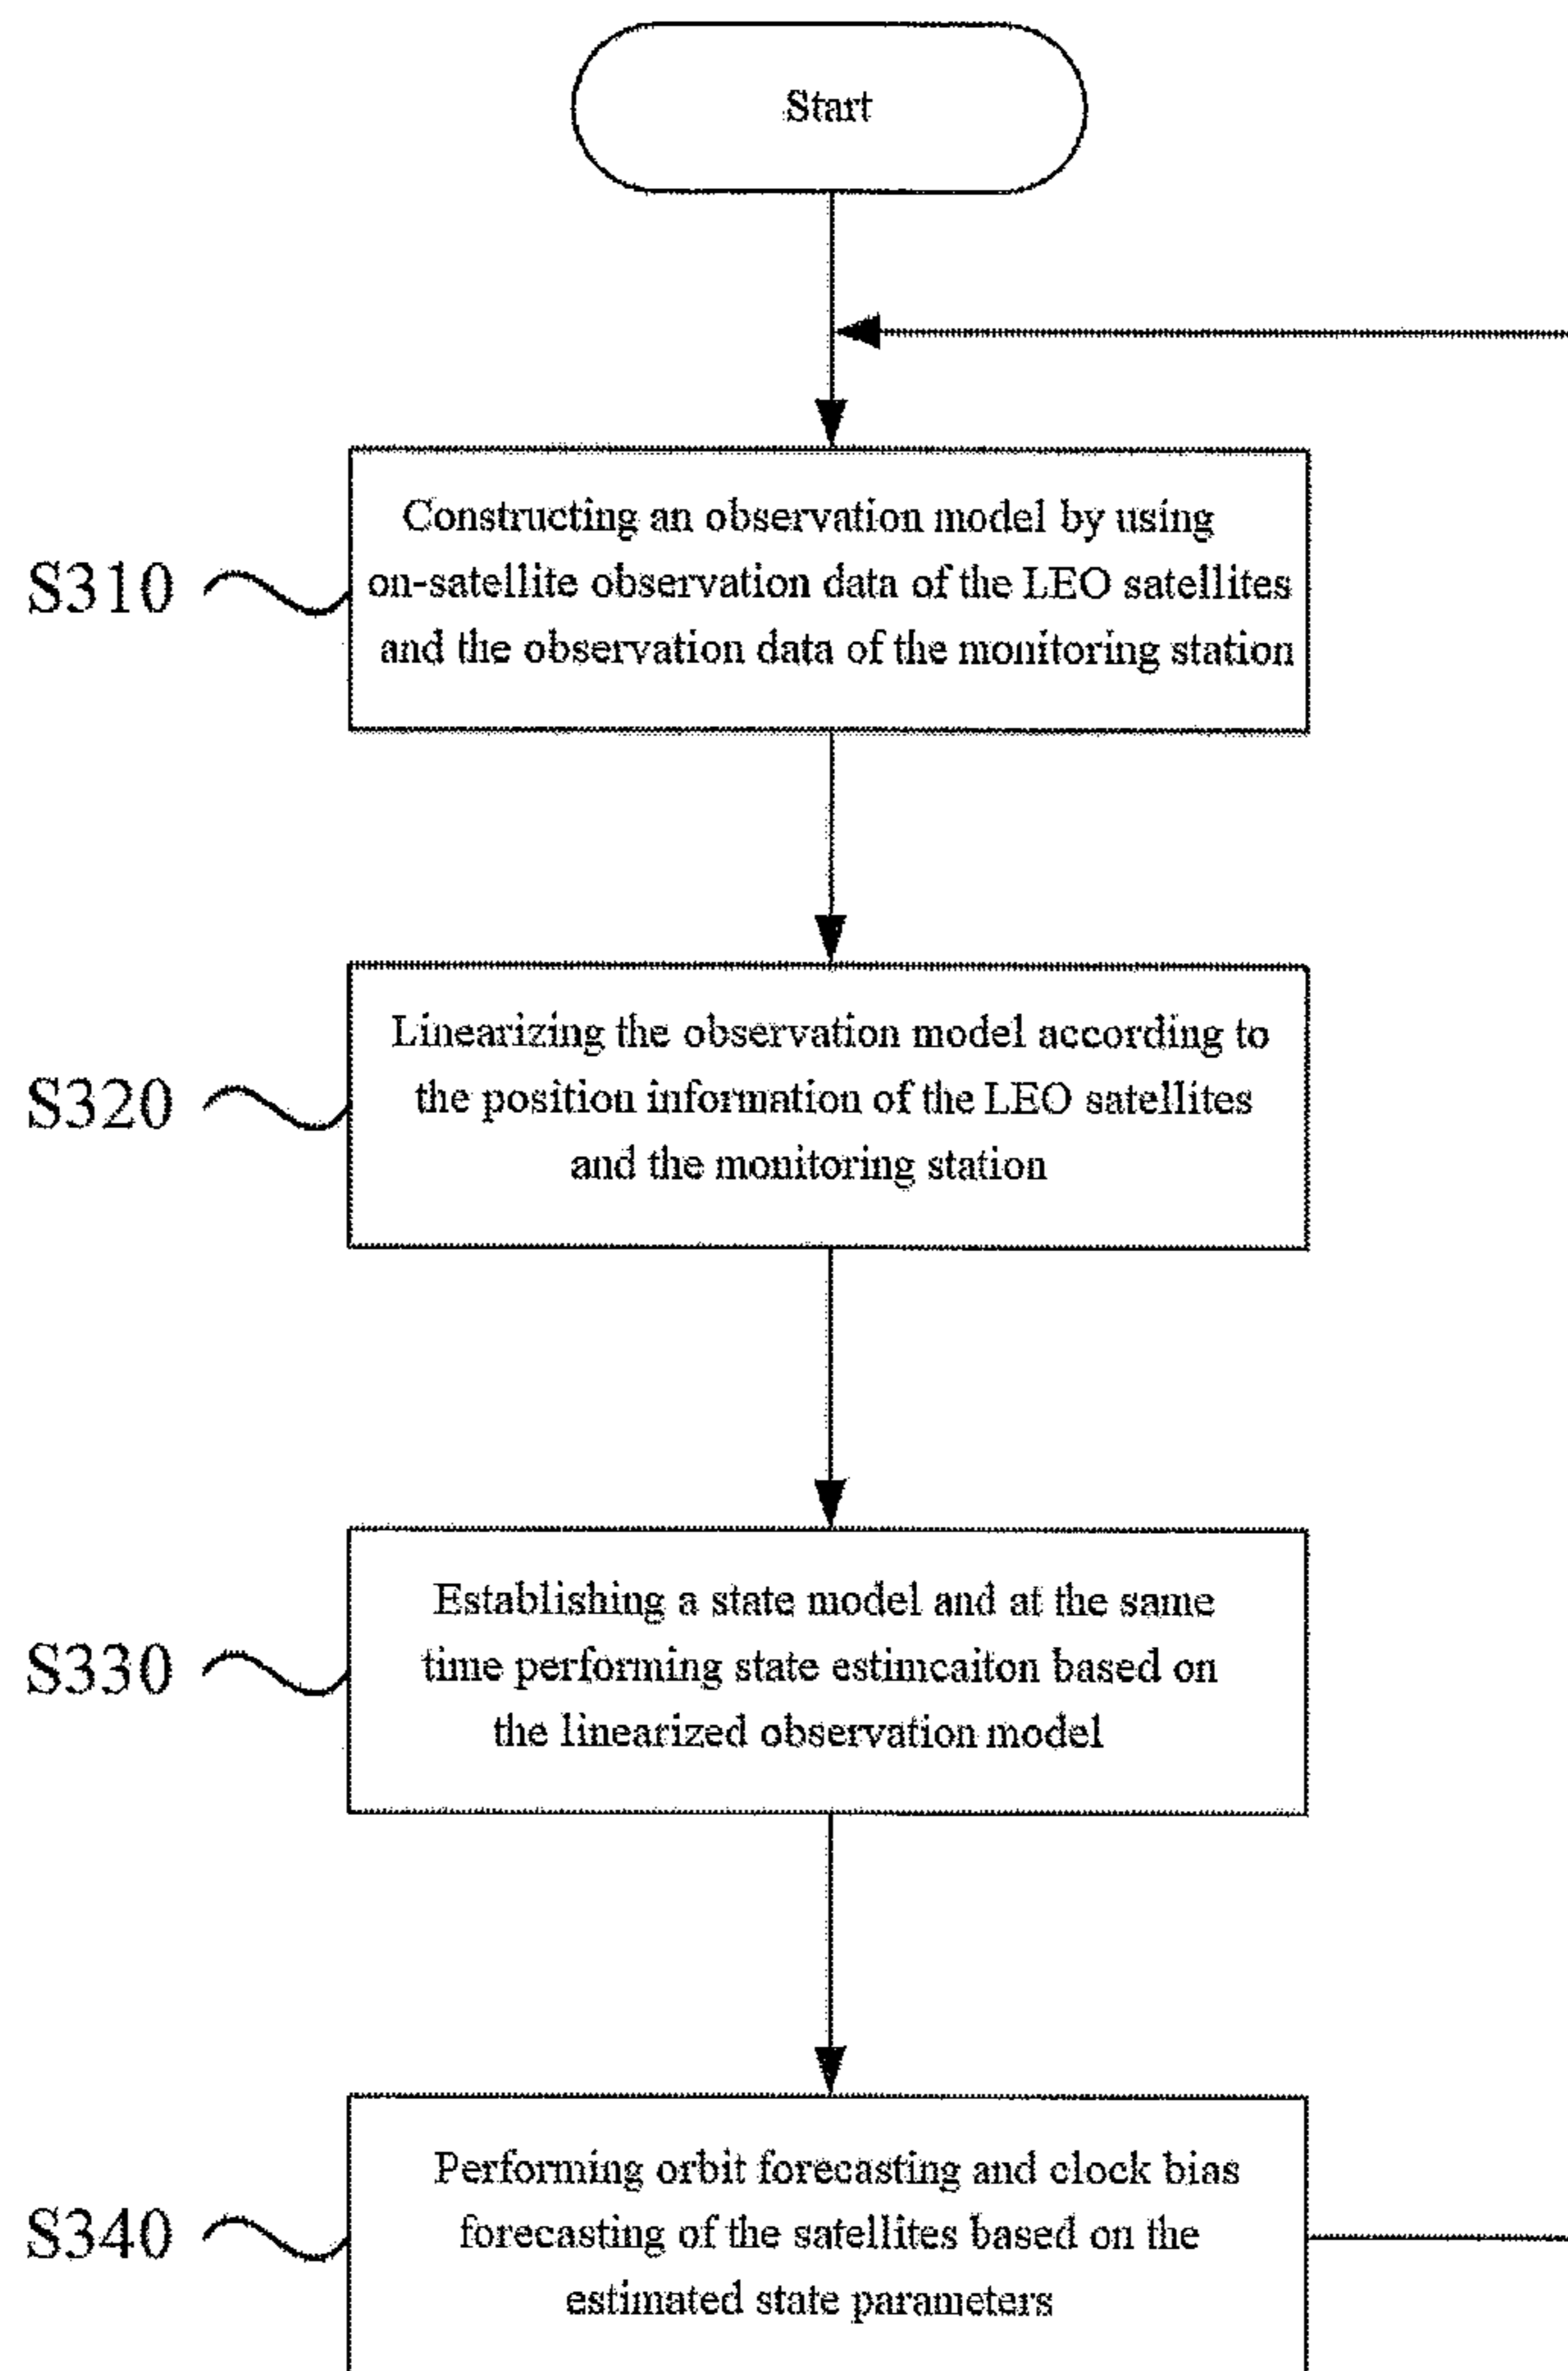 Start
S310
Constructing an observation model by using
on-satellite observation data of the LEO satellites
and the observation data of the monitoring station
S320
Linearizing the observation model according to
the position information of the LEO satellites
and the monitoring station
S330
Establishing a state model and at the same
time performing state estimcaiton based on
the linearized observation model
S340
Performing orbit forecasting and clock bias
forecasting of the satellites based on the
estimated state parameters